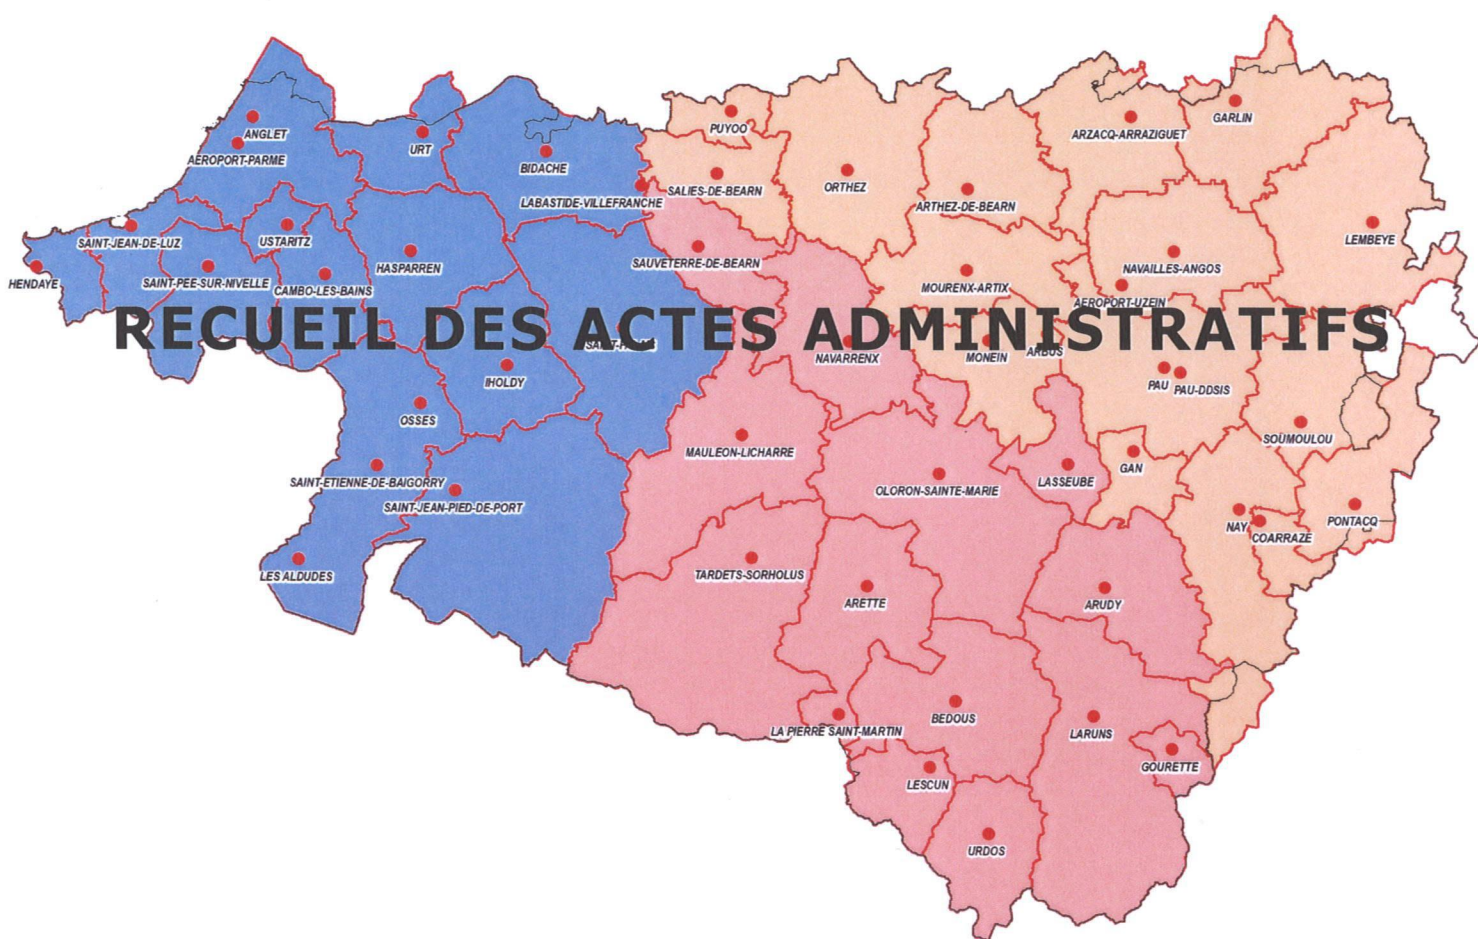 PUYOO
GARLIN
ARZACQ-ARRAZIGUET
ANGLET
URT
AEROPORT-PARME
BIDACHE
SALIES-DE-BEARN
ORTHEZ
LABASTIDE-VILLEFRANCHE
ARTHEZ-DE-BEARN
LEMBEYE
SAINT-JEAN-DE-LUZ
USTARITZ
SAUVETERRE-DE-BEARN
HASPARREN
NAVAILLES-ANGOS
HENDAYE
SAINT-PEE-SUR-NIVELLE
CAMBO-LES-BAINS
MOURENX-ARTIX
AEROPORT-UZEIN
RECUEIL DES ACTES ADMINISTRATIFS
NAVARRENX
MONEIN
ARBUS
IHOLDY
PAU
PAU-DDSIS
OSSES
SOUMOULOU
MAULEON-LICHARRE
GAN
SAINT-ETIENNE-DE-BAIGORRY
OLORON-SAINTE-MARIE
LASSEUBE
SAINT-JEAN-PIED-DE-PORT
NAY
COARRAZE
PONTACQ
LES ALDUDES
TARDETS-SORHOLUS
ARETTE
ARUDY
LA PIERRE SAINT-MARTIN
BEDOUS
LARUNS
GOURETTE
LESCUN
URDOS